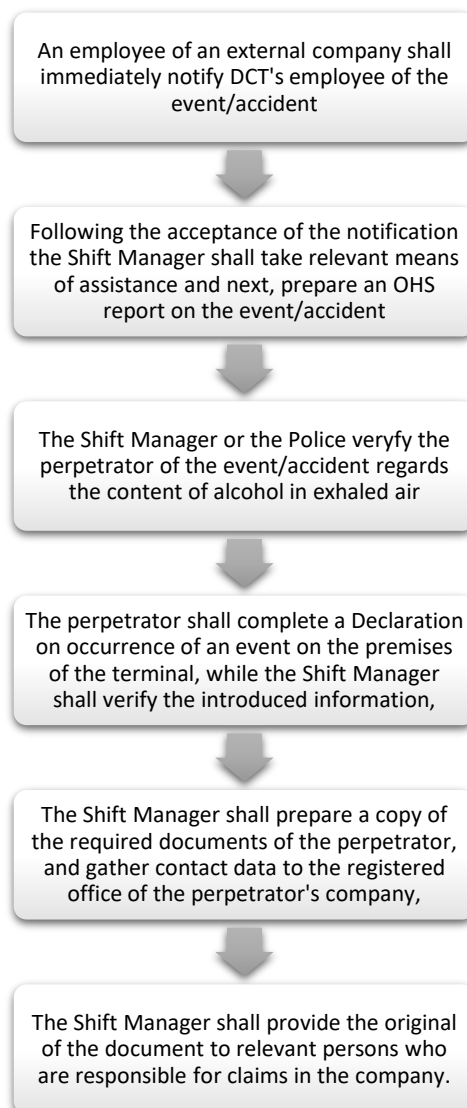 An employee of an external company shall
immediately notify DCT's employee of the
event/accident
Following the acceptance of the notification
the Shift Manager shall take relevant means
of assistance and next, prepare an OHS
report on the event/accident
The Shift Manager or the Police veryfy the
perpetrator of the event/accident regards
the content of alcohol in exhaled air
The perpetrator shall complete a Declaration
on occurrence of an event on the premises
of the terminal, while the Shift Manager
shall verify the introduced information,
The Shift Manager shall prepare a copy of
the required documents of the perpetrator,
and gather contact data to the registered
office of the perpetrator's company,
The Shift Manager shall provide the original
of the document to relevant persons who
are responsible for claims in the company.